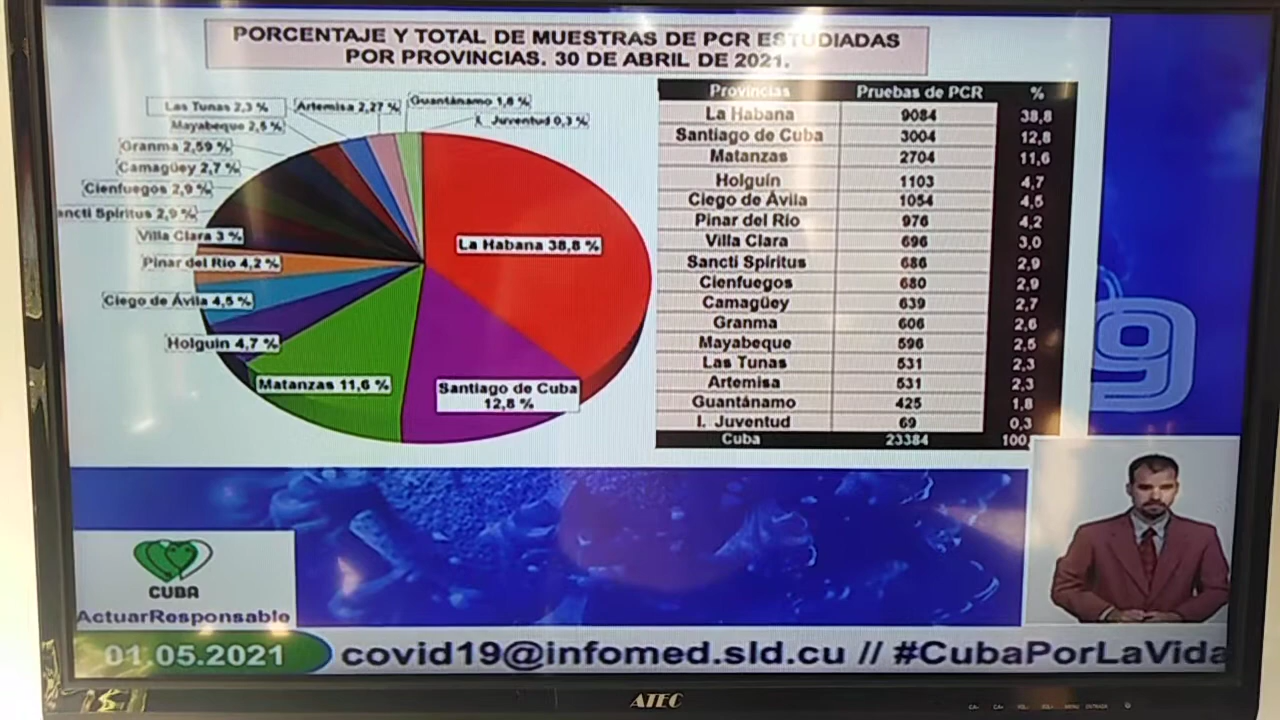 PORCENTAJE Y TOTAL DE MUESTRAS DE PCR ESTUDIADAS
POR PROVINCIAS. 30 DE ABRIL DE 2021.
Las Tunas 2,3 %
Artemisa 2,27 %
Guantánamo 1,8 %
I. Juventud 0,3 %
Mayabeque 2,5 %
Granma 2,59 %
Camagüey 2,7 %
Cienfuegos 2,9 %
ancti Spíritus 2,9 %
Villa Clara 3 %
Pinar del Río 4,2 %
Ciego de Ávila 4,5 %
Holguín 4,7 %
Matanzas 11,6 %
Santiago de Cuba
12,8 %
La Habana 38,8 %
Provincias Pruebas de PCR %
La Habana 9084 38,8
Santiago de Cuba 3004 12,8
Matanzas 2704 11,6
Holguín 1103 4,7
Ciego de Ávila 1054 4,5
Pinar del Río 976 4,2
Villa Clara 696 3,0
Sancti Spíritus 686 2,9
Cienfuegos 680 2,9
Camagüey 639 2,7
Granma 606 2,6
Mayabeque 596 2,5
Las Tunas 531 2,3
Artemisa 531 2,3
Guantánamo 425 1,8
I. Juventud 69 0,3
Cuba 23384 100,
9
CUBA
ActuarResponsable
01.05.2021 covid19@infomed.sld.cu // #CubaPorLaVida
ATEC